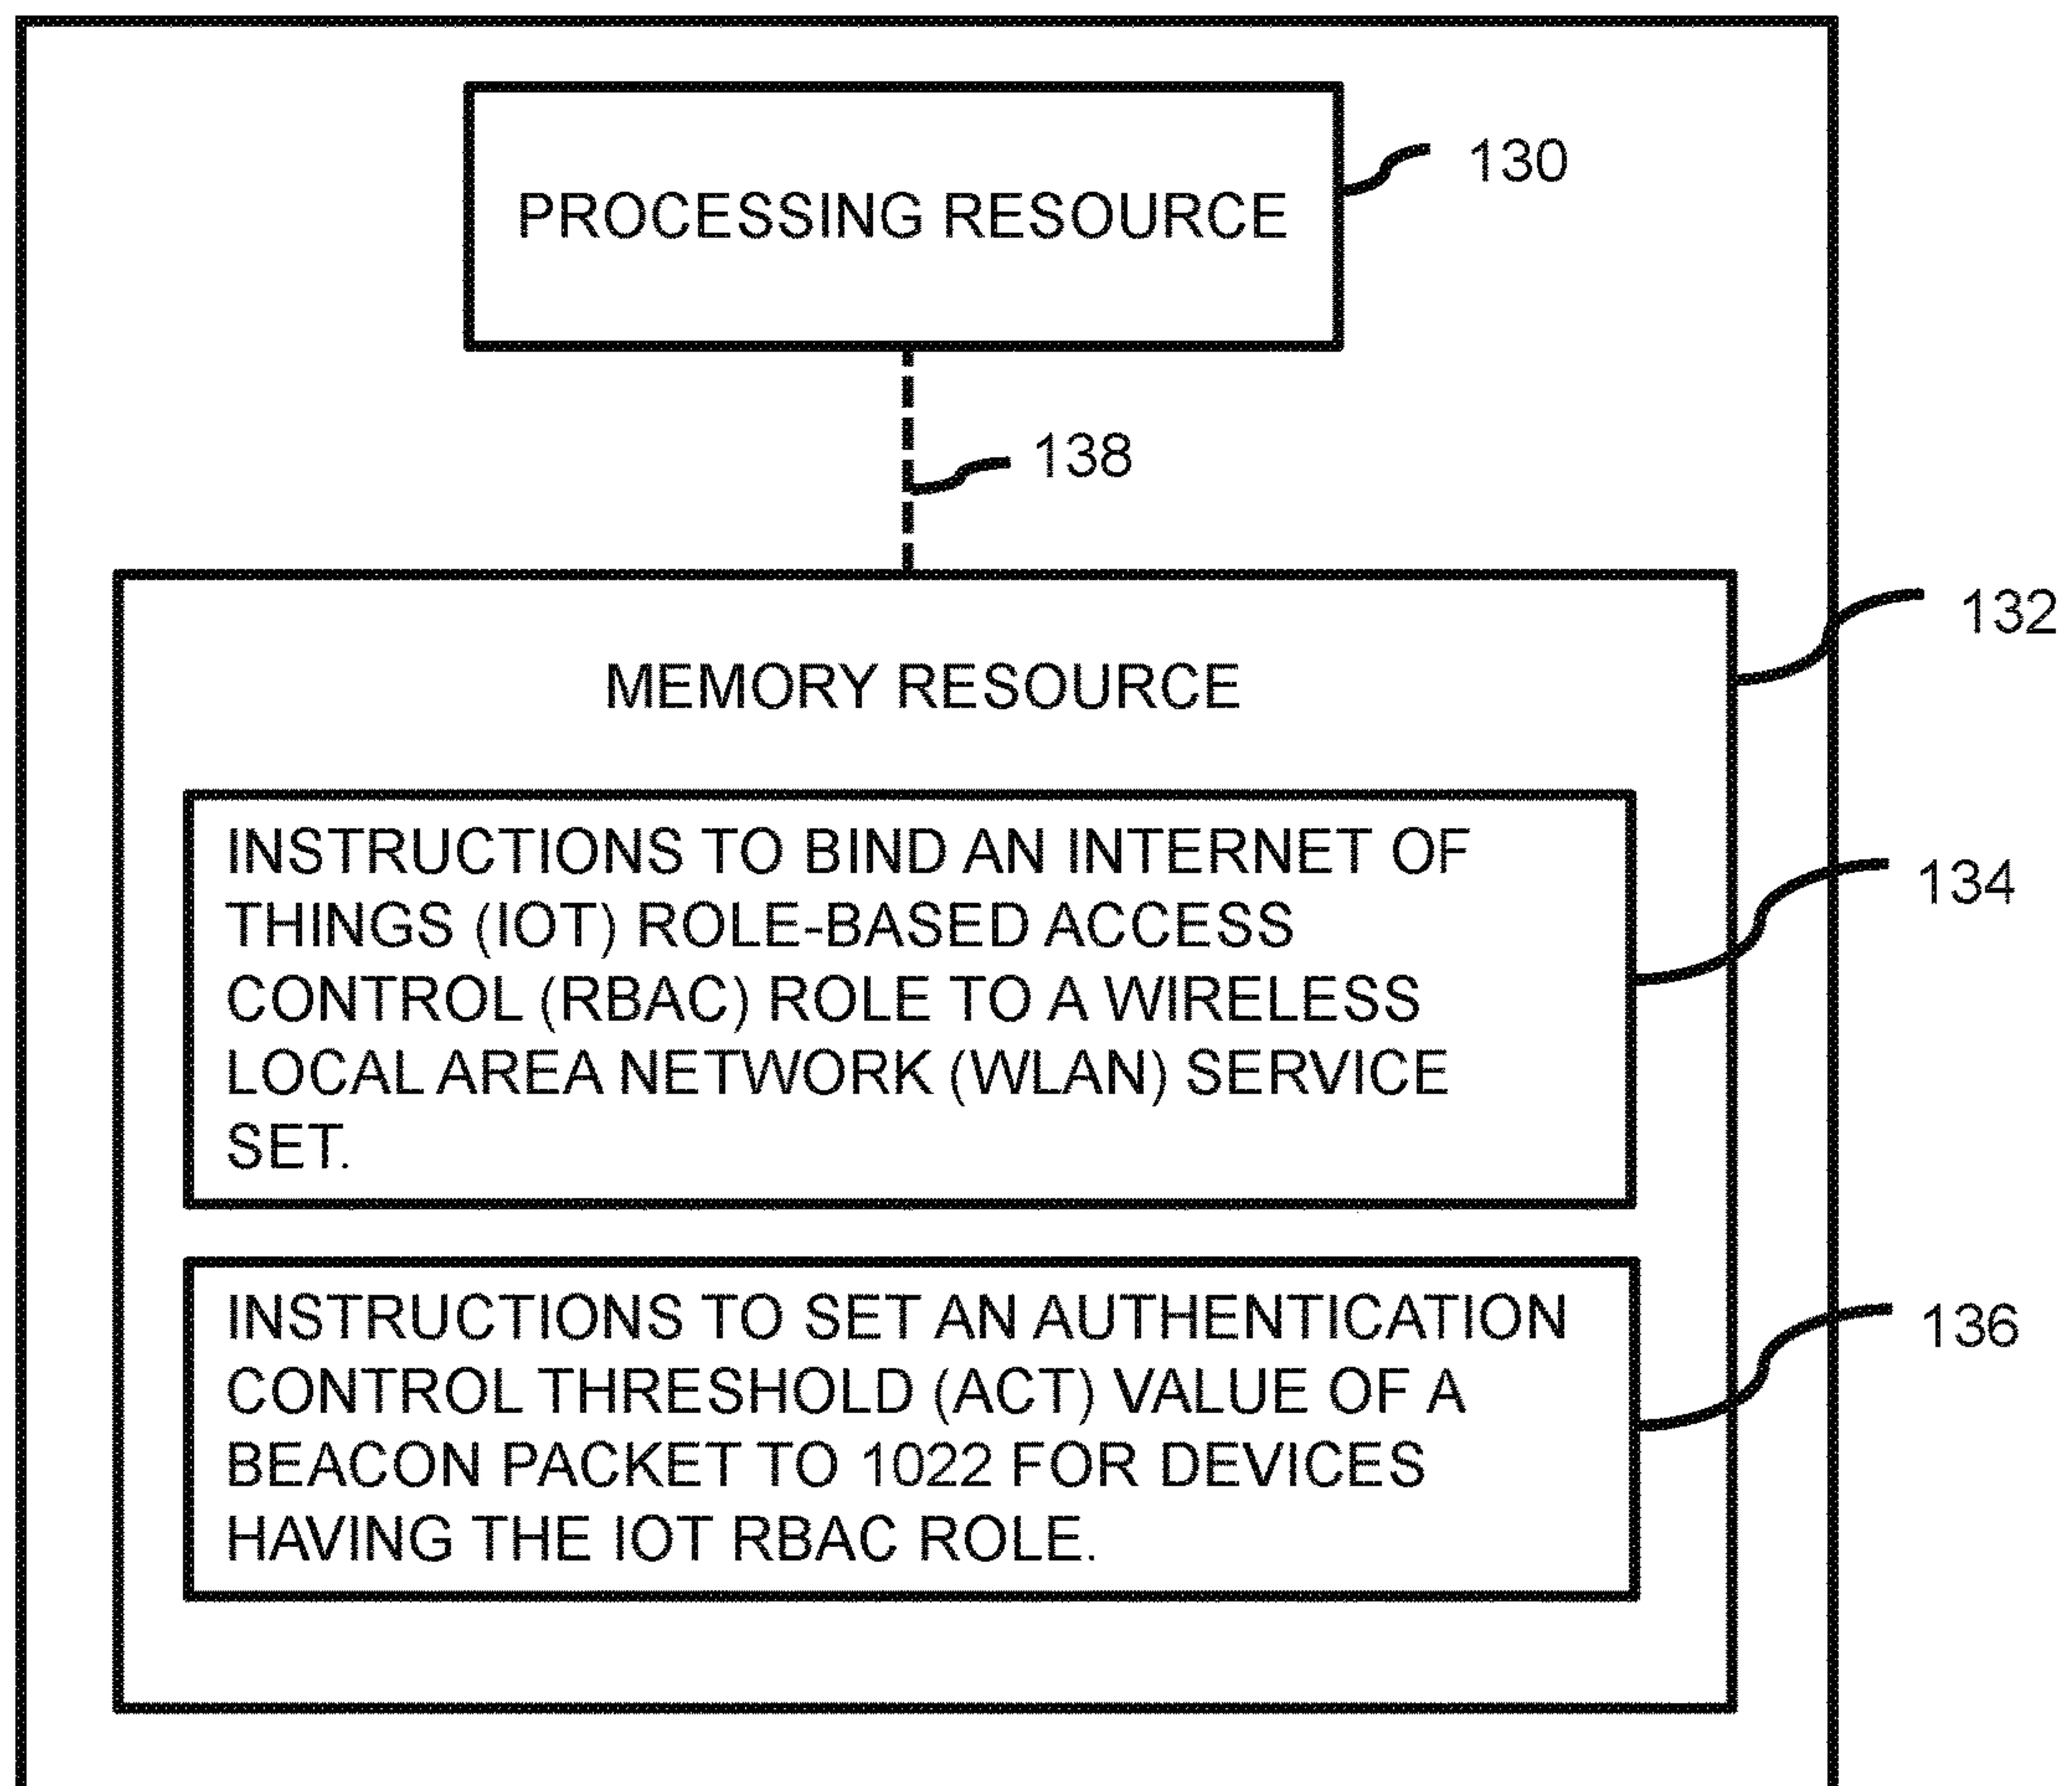 PROCESSING RESOURCE
130
138
132
MEMORY RESOURCE
INSTRUCTIONS TO BIND AN INTERNET OF
THINGS (IOT) ROLE-BASED ACCESS
CONTROL (RBAC) ROLE TO A WIRELESS
LOCAL AREA NETWORK (WLAN) SERVICE
SET.
134
INSTRUCTIONS TO SET AN AUTHENTICATION
CONTROL THRESHOLD (ACT) VALUE OF A
BEACON PACKET TO 1022 FOR DEVICES
HAVING THE IOT RBAC ROLE.
136